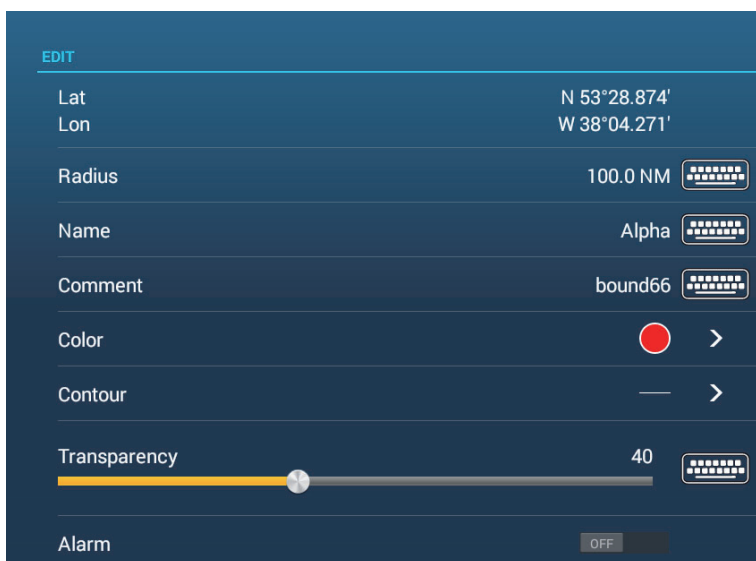 EDIT
Lat N 53°28.874'
Lon W 38°04.271'
Radius 100.0 NM
Name Alpha
Comment bound66
Color
Contour
Transparency 40
Alarm OFF